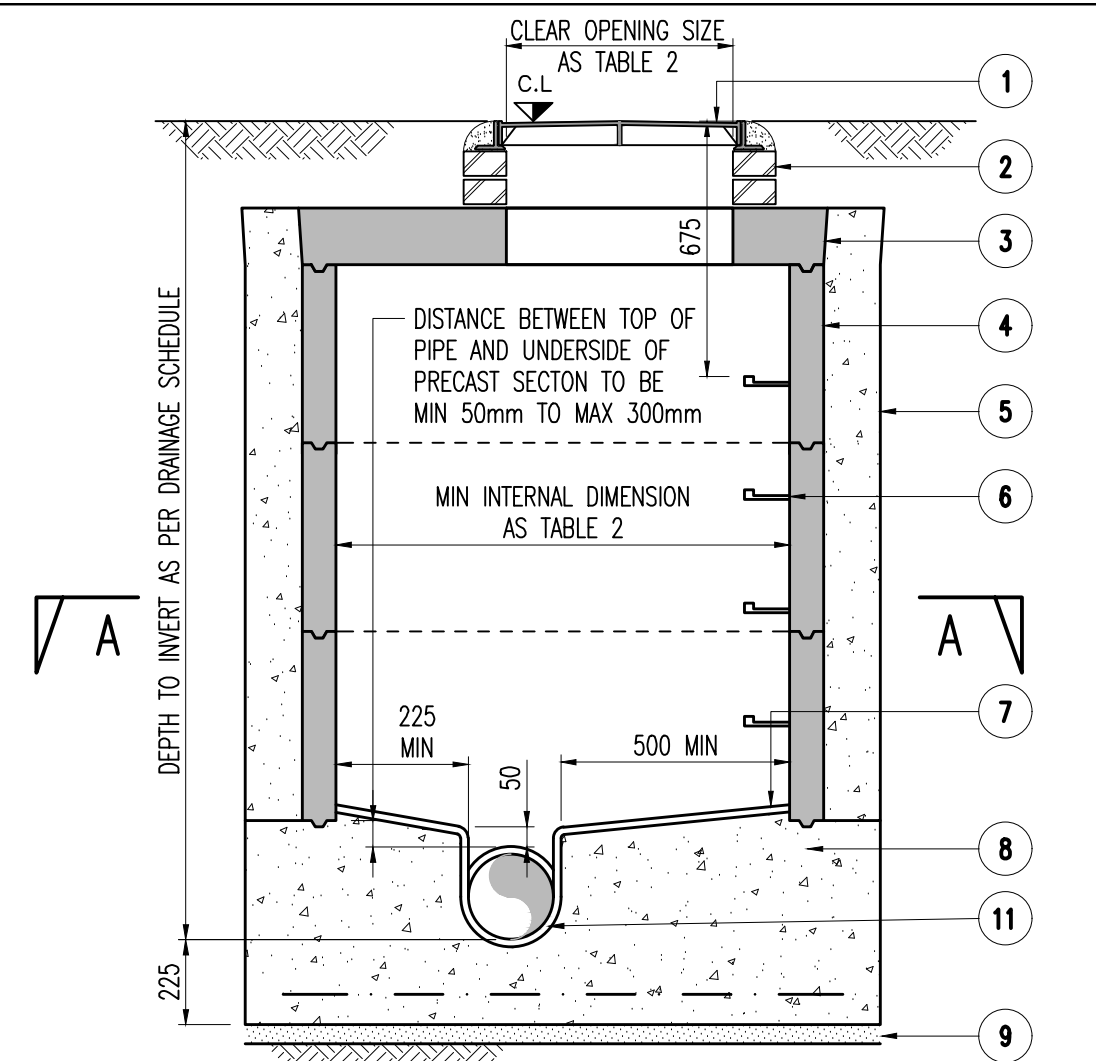 CLEAR OPENING SIZE
AS TABLE 2
C.L
1
2
675
3
DISTANCE BETWEEN TOP OF
PIPE AND UNDERSIDE OF
PRECAST SECTON TO BE
MIN 50mm TO MAX 300mm
4
DEPTH TO INVERT AS PER DRAINAGE SCHEDULE
5
MIN INTERNAL DIMENSION
AS TABLE 2
6
A
A
7
225
MIN
50
500 MIN
8
11
225
9